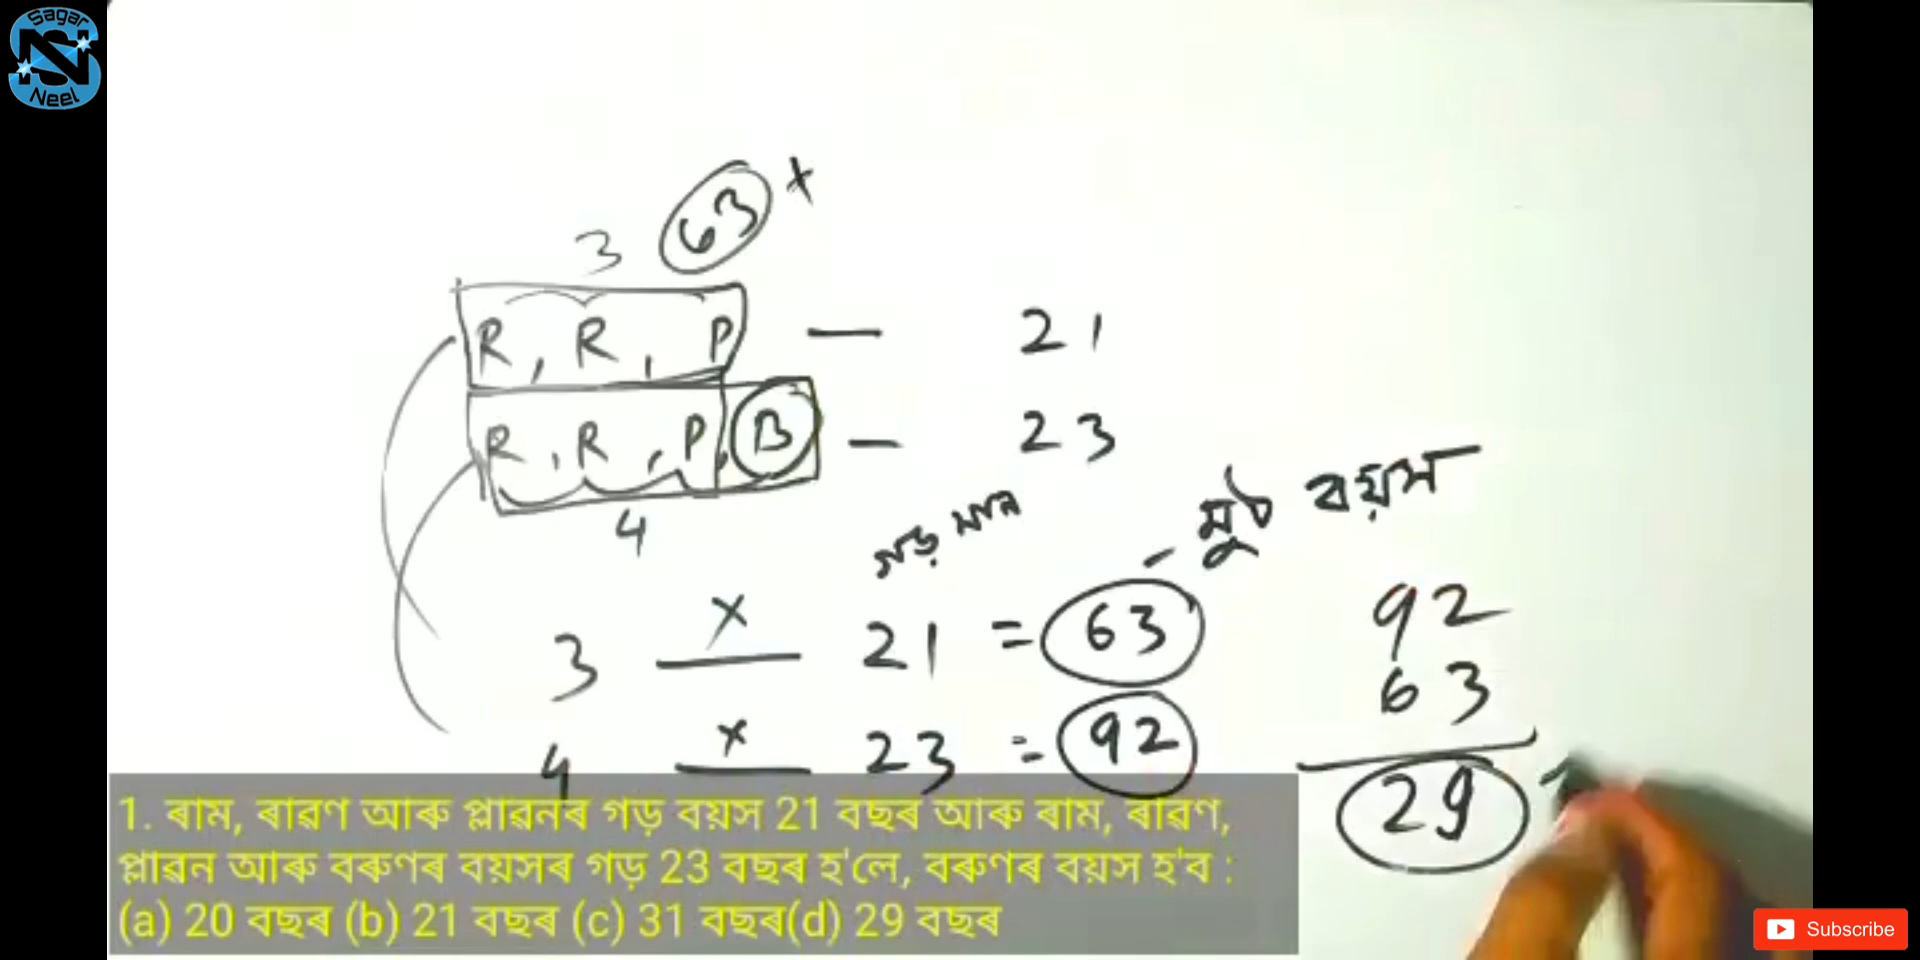 Sagar
Neel
63 +
3
R, R, P — 21
R, R, P, B — 23
4
গড় মান
- মুঠ বয়স
3 × 21 = 63
4 × 23 = 92
92
63
29
1. ৰাম, ৰাৱণ আৰু প্লাৱনৰ গড় বয়স 21 বছৰ আৰু ৰাম, ৰাৱণ,
প্লাৱন আৰু বৰুণৰ বয়সৰ গড় 23 বছৰ হ'লে, বৰুণৰ বয়স হ'ব :
(a) 20 বছৰ (b) 21 বছৰ (c) 31 বছৰ(d) 29 বছৰ
Subscribe